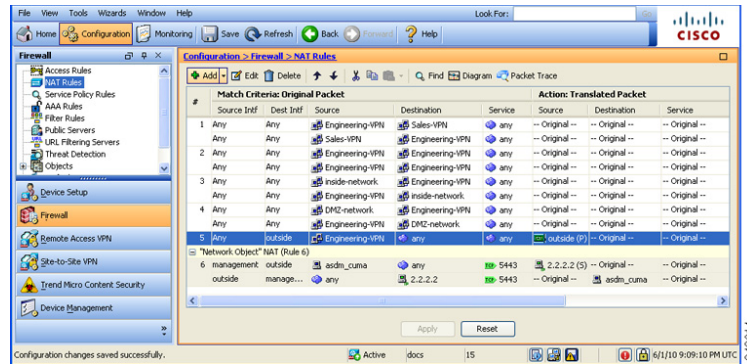 File View Tools Wizards Window Help Look For: Go
Home Configuration Monitoring Save Refresh Back Forward Help
CISCO
Firewall
Access Rules
NAT Rules
Service Policy Rules
AAA Rules
Filter Rules
Public Servers
URL Filtering Servers
Threat Detection
Objects
Device Setup
Firewall
Remote Access VPN
Site-to-Site VPN
Trend Micro Content Security
Device Management
Configuration > Firewall > NAT Rules
Add Edit Delete Find Diagram Packet Trace
# Match Criteria: Original Packet Action: Translated Packet
Source Intf Dest Intf Source Destination Service Source Destination Service
1 Any Any Engineering-VPN Sales-VPN any -- Original -- -- Original -- -- Original --
Any Any Sales-VPN Engineering-VPN any -- Original -- -- Original -- -- Original --
2 Any Any Engineering-VPN Engineering-VPN any -- Original -- -- Original -- -- Original --
Any Any Engineering-VPN Engineering-VPN any -- Original -- -- Original -- -- Original --
3 Any Any inside-network Engineering-VPN any -- Original -- -- Original -- -- Original --
Any Any Engineering-VPN inside-network any -- Original -- -- Original -- -- Original --
4 Any Any DMZ-network Engineering-VPN any -- Original -- -- Original -- -- Original --
Any Any Engineering-VPN DMZ-network any -- Original -- -- Original -- -- Original --
5 Any outside Engineering-VPN any any outside (P) -- Original -- -- Original --
"Network Object" NAT (Rule 6)
6 management outside asdm_cuma any 5443 2.2.2.2 (S) -- Original -- -- Original --
outside manage... any 2.2.2.2 5443 -- Original -- asdm_cuma -- Original --
Apply Reset
Configuration changes saved successfully. Active docs 15 6/1/10 9:09:10 PM UTC